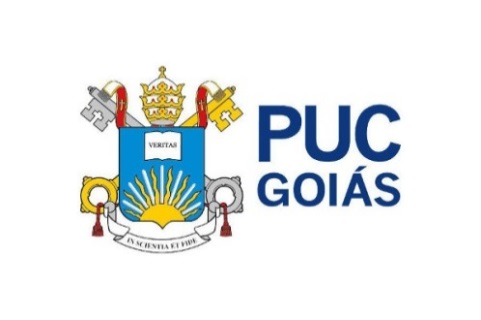 VERITAS
IN SCIENTIA ET FIDE
PUC
GOIÁS